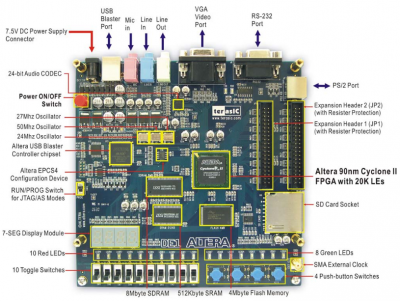 7.5V DC Power Supply
Connector
USB
Blaster
Port
Mic
in
Line
In
Line
Out
VGA
Video
Port
RS-232
Port
24-bit Audio CODEC
PS/2 Port
Power ON/OFF
Switch
terasic
www.terasic.com
Expansion Header 2 (JP2)
(with Resister Protection)
Expansion Header 1 (JP1)
(with Resister Protection)
27Mhz Oscillator
50Mhz Oscillator
24Mhz Oscillator
Altera USB Blaster
Controller chipset
Cyclone II
Altera EPCS4
Configuration Device
Altera 90nm Cyclone II
FPGA with 20K LEs
RUN/PROG Switch
for JTAG/AS Modes
SD Card Socket
7-SEG Display Module
DE1 ALTERA
10 Red LEDs
8 Green LEDs
SMA External Clock
10 Toggle Switches
4 Push-button Switches
8Mbyte SDRAM
512Kbyte SRAM
4Mbyte Flash Memory